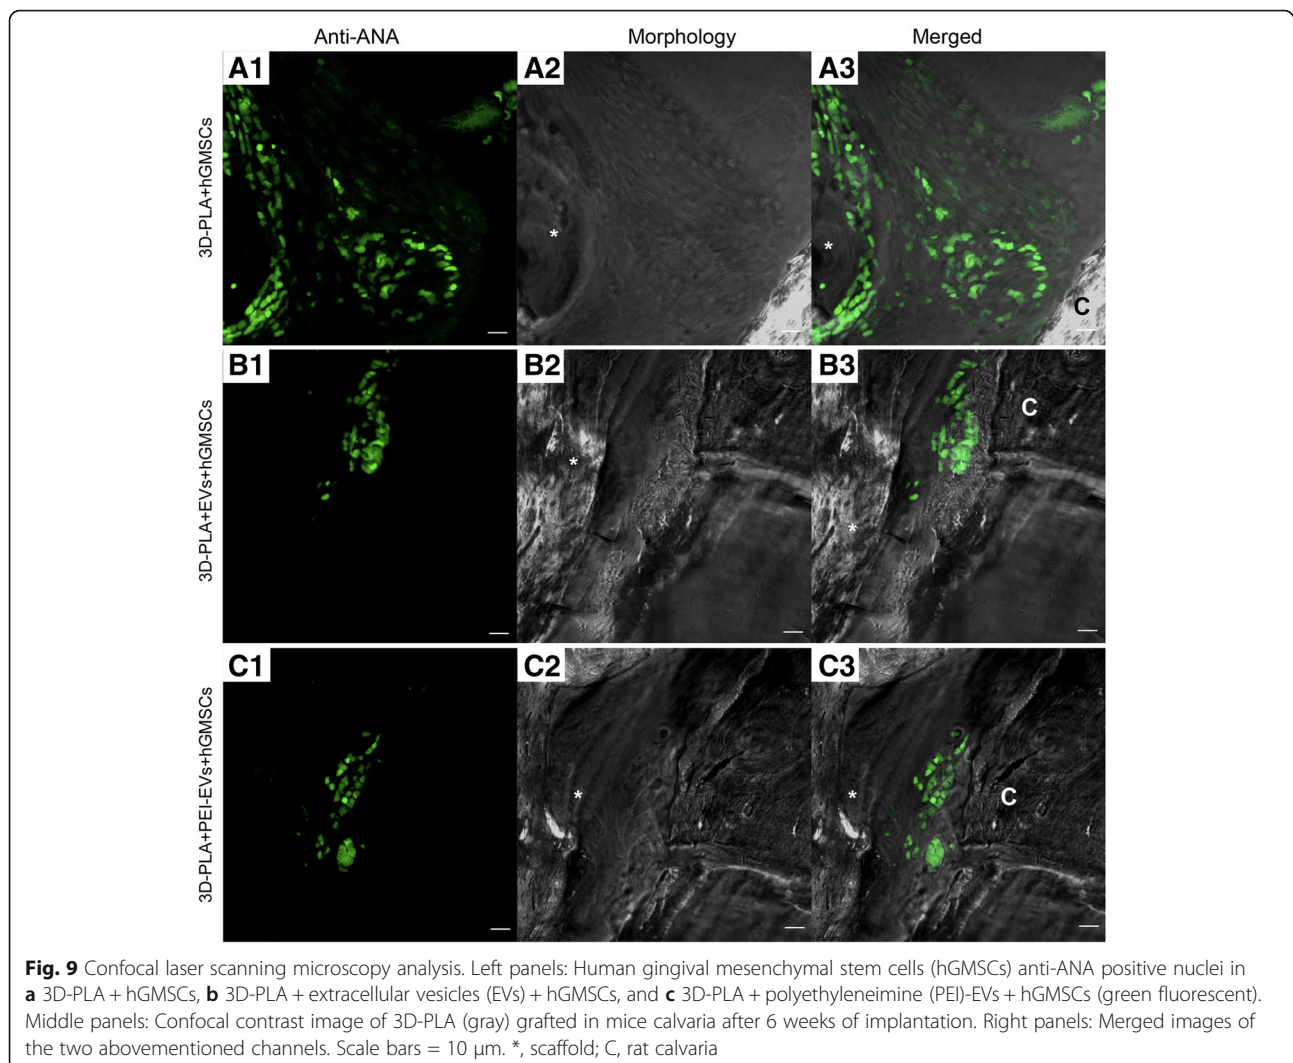 Anti-ANA Morphology Merged
3D-PLA+hGMSCs
A1 A2 A3
*
*
C
3D-PLA+EVs+hGMSCs
B1 B2 B3
C
*
*
3D-PLA+PEI-EVs+hGMSCs
C1 C2 C3
*
*
C
Fig. 9 Confocal laser scanning microscopy analysis. Left panels: Human gingival mesenchymal stem cells (hGMSCs) anti-ANA positive nuclei in
a 3D-PLA + hGMSCs, b 3D-PLA + extracellular vesicles (EVs) + hGMSCs, and c 3D-PLA + polyethyleneimine (PEI)-EVs + hGMSCs (green fluorescent).
Middle panels: Confocal contrast image of 3D-PLA (gray) grafted in mice calvaria after 6 weeks of implantation. Right panels: Merged images of
the two abovementioned channels. Scale bars = 10 μm. *, scaffold; C, rat calvaria